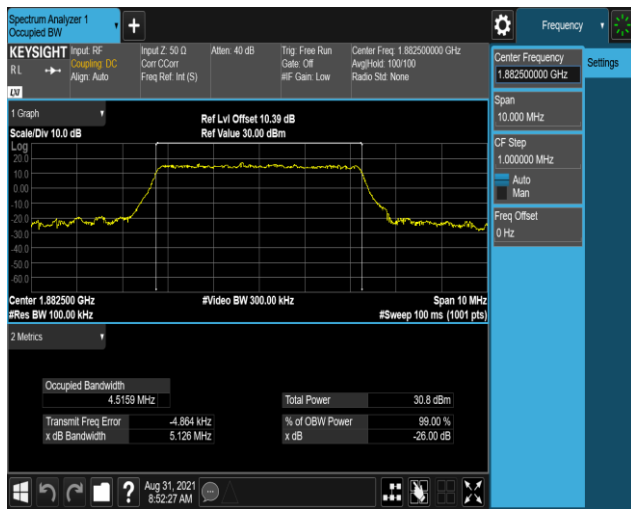 Spectrum Analyzer 1
Occupied BW
Frequency
KEYSIGHT
RL
LXI
Input: RF
Coupling: DC
Align: Auto
Input Z: 50 Ω
Corr CCorr
Freq Ref: Int (S)
Atten: 40 dB
Trig: Free Run
Gate: Off
#IF Gain: Low
Center Freq: 1.882500000 GHz
Avg|Hold: 100/100
Radio Std: None
Center Frequency
1.882500000 GHz
Settings
Span
10.000 MHz
CF Step
1.000000 MHz
Auto
Man
Freq Offset
0 Hz
1 Graph
Scale/Div 10.0 dB
Ref Lvl Offset 10.39 dB
Ref Value 30.00 dBm
Log
20.0
10.0
0.00
-10.0
-20.0
-30.0
-40.0
-50.0
-60.0
Center 1.882500 GHz
#Video BW 300.00 kHz
Span 10 MHz
#Res BW 100.00 kHz
#Sweep 100 ms (1001 pts)
2 Metrics
Occupied Bandwidth
4.5159 MHz
Total Power 30.8 dBm
Transmit Freq Error -4.864 kHz
% of OBW Power 99.00 %
x dB Bandwidth 5.126 MHz
x dB -26.00 dB
?
Aug 31, 2021
8:52:27 AM